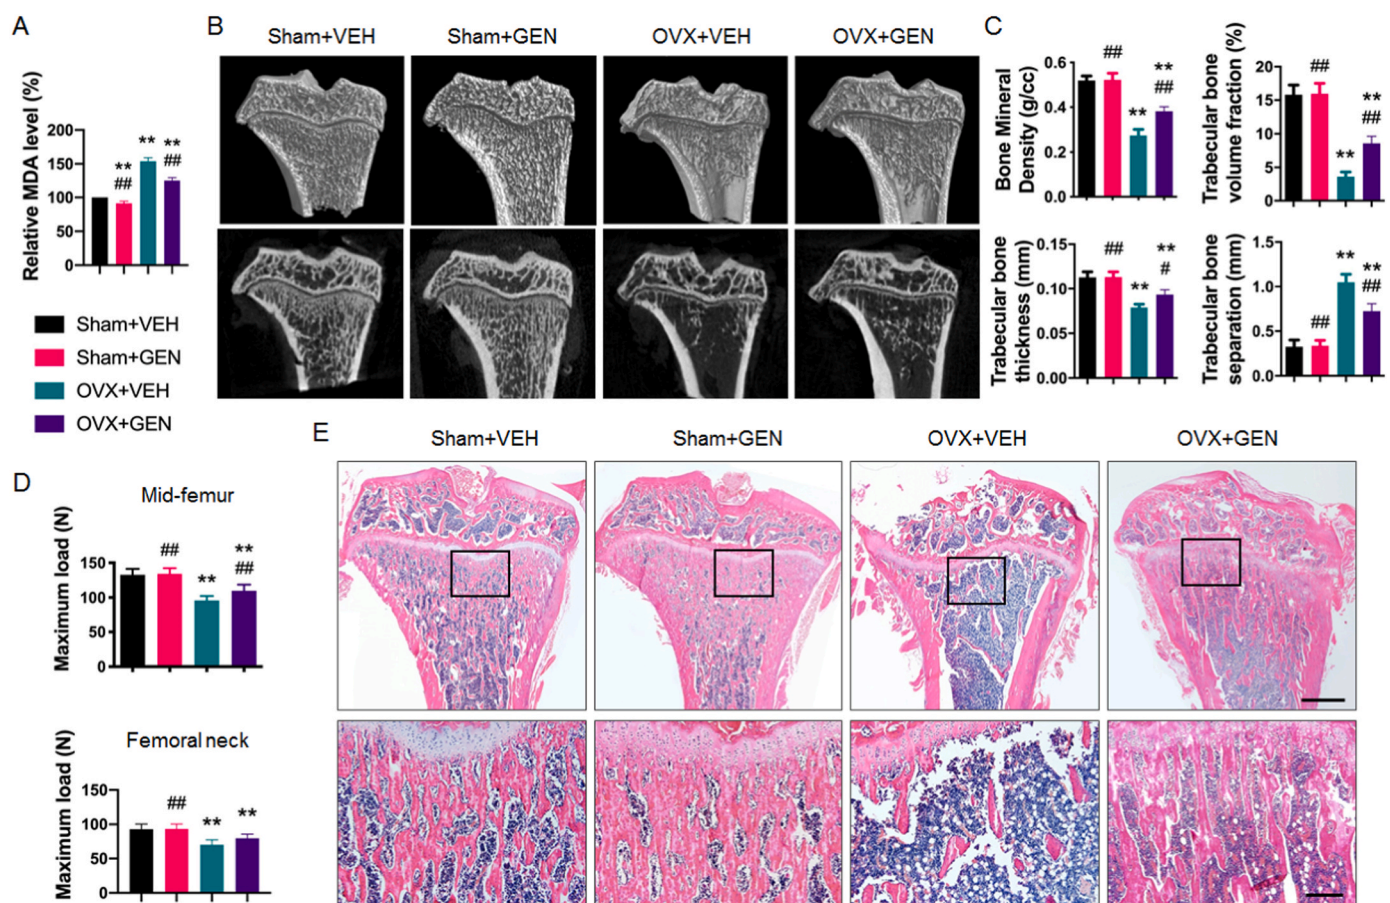 A
Relative MDA level (%)
200
150
100
50
0
**
##
**
**
##
Sham+VEH
Sham+GEN
OVX+VEH
OVX+GEN
B
Sham+VEH
Sham+GEN
OVX+VEH
OVX+GEN
C
Bone Mineral
Density (g/cc)
0.6
0.4
0.2
0.0
##
**
**
##
Trabecular bone
volume fraction (%)
20
15
10
5
0
##
**
**
##
Trabecular bone
thickness (mm)
0.15
0.10
0.05
0.00
##
**
**
#
Trabecular bone
separation (mm)
1.5
1.0
0.5
0.0
##
**
**
##
D
Mid-femur
Maximum load (N)
150
100
50
0
##
**
**
##
Femoral neck
Maximum load (N)
150
100
50
0
##
**
**
E
Sham+VEH
Sham+GEN
OVX+VEH
OVX+GEN